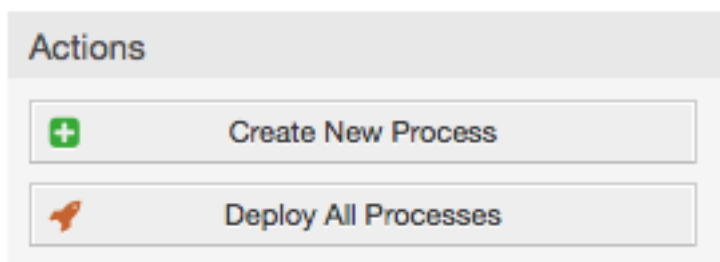 Actions
Create New Process
Deploy All Processes